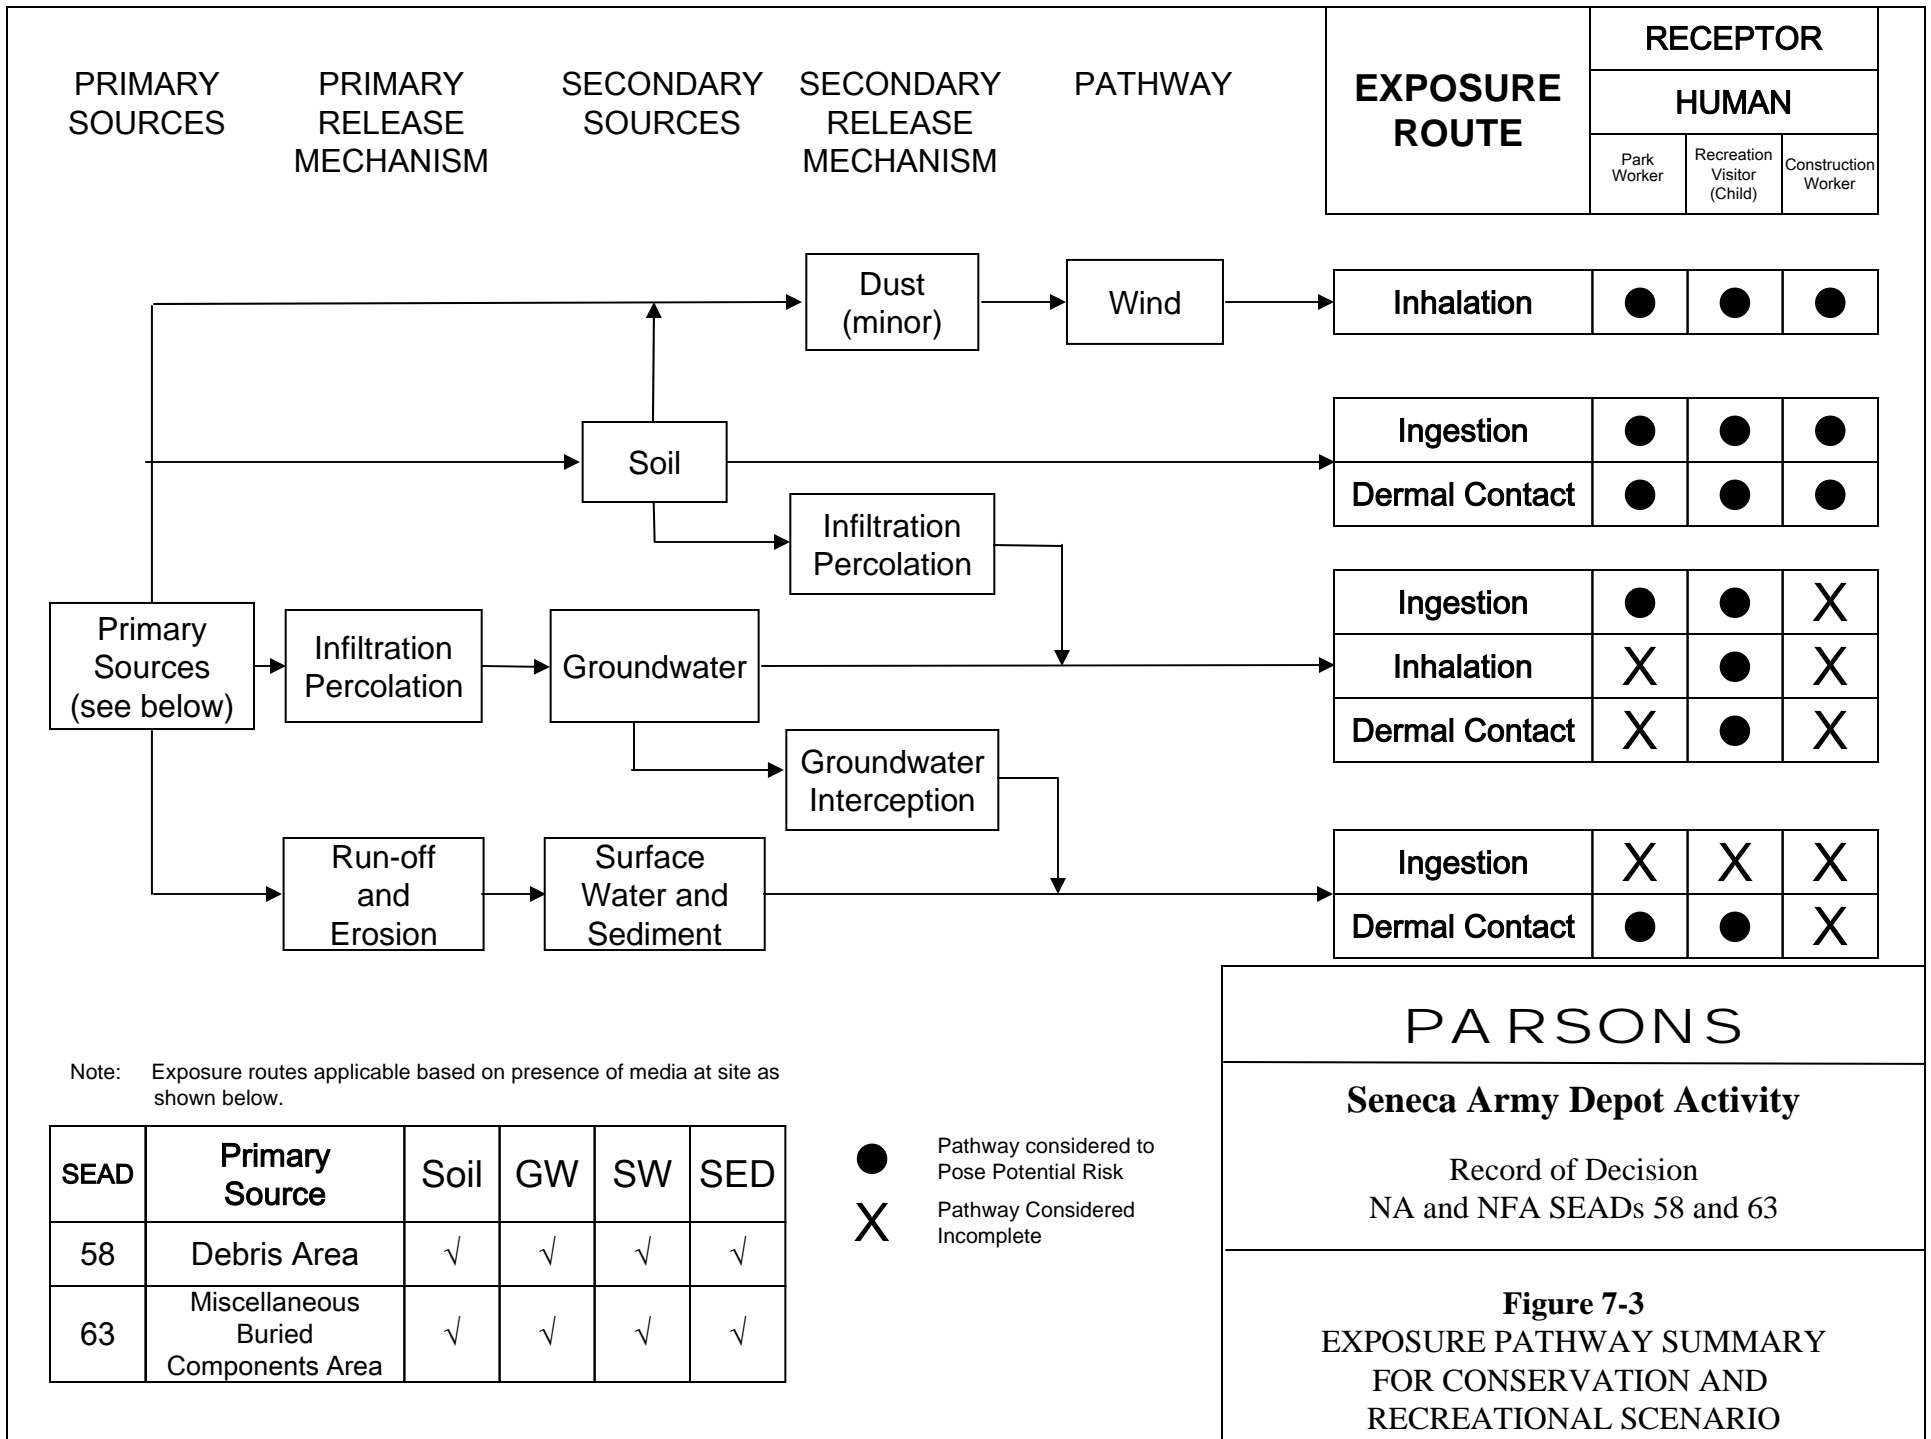 PRIMARY
SOURCES
PRIMARY
RELEASE
MECHANISM
SECONDARY
SOURCES
SECONDARY
RELEASE
MECHANISM
PATHWAY
EXPOSURE
ROUTE
RECEPTOR
HUMAN
Park
Worker
Recreation
Visitor
(Child)
Construction
Worker
Dust
(minor)
Wind
Inhalation ● ● ●
Soil
Ingestion ● ● ●
Dermal Contact ● ● ●
Infiltration
Percolation
Primary
Sources
(see below)
Infiltration
Percolation
Groundwater
Ingestion ● ● X
Inhalation X ● X
Dermal Contact X ● X
Groundwater
Interception
Run-off
and
Erosion
Surface
Water and
Sediment
Ingestion X X X
Dermal Contact ● ● X
Note: Exposure routes applicable based on presence of media at site as
shown below.
SEAD Primary Source Soil GW SW SED
58 Debris Area √ √ √ √
63 Miscellaneous Buried Components Area √ √ √ √
● Pathway considered to
Pose Potential Risk
X Pathway Considered
Incomplete
PARSONS
Seneca Army Depot Activity
Record of Decision
NA and NFA SEADs 58 and 63
Figure 7-3
EXPOSURE PATHWAY SUMMARY
FOR CONSERVATION AND
RECREATIONAL SCENARIO